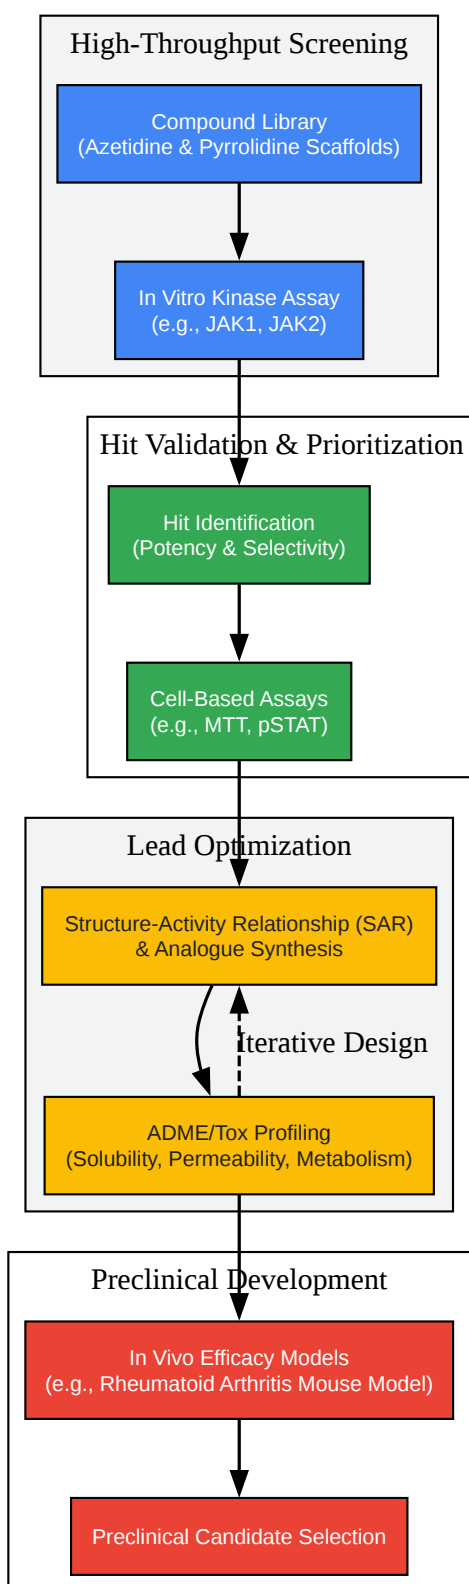 High-Throughput Screening
Compound Library
(Azetidine & Pyrrolidine Scaffolds)
In Vitro Kinase Assay
(e.g., JAK1, JAK2)
Hit Validation & Prioritization
Hit Identification
(Potency & Selectivity)
Cell-Based Assays
(e.g., MTT, pSTAT)
Lead Optimization
Structure-Activity Relationship (SAR)
& Analogue Synthesis
Iterative Design
ADME/Tox Profiling
(Solubility, Permeability, Metabolism)
Preclinical Development
In Vivo Efficacy Models
(e.g., Rheumatoid Arthritis Mouse Model)
Preclinical Candidate Selection